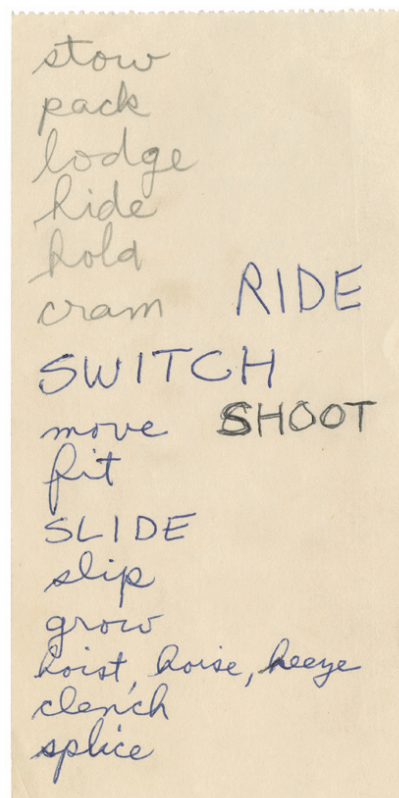 stow
pack
lodge
hide
hold
cram RIDE
SWITCH
move SHOOT
fit
SLIDE
slip
grow
hoist, hoise, heeze
clench
splice